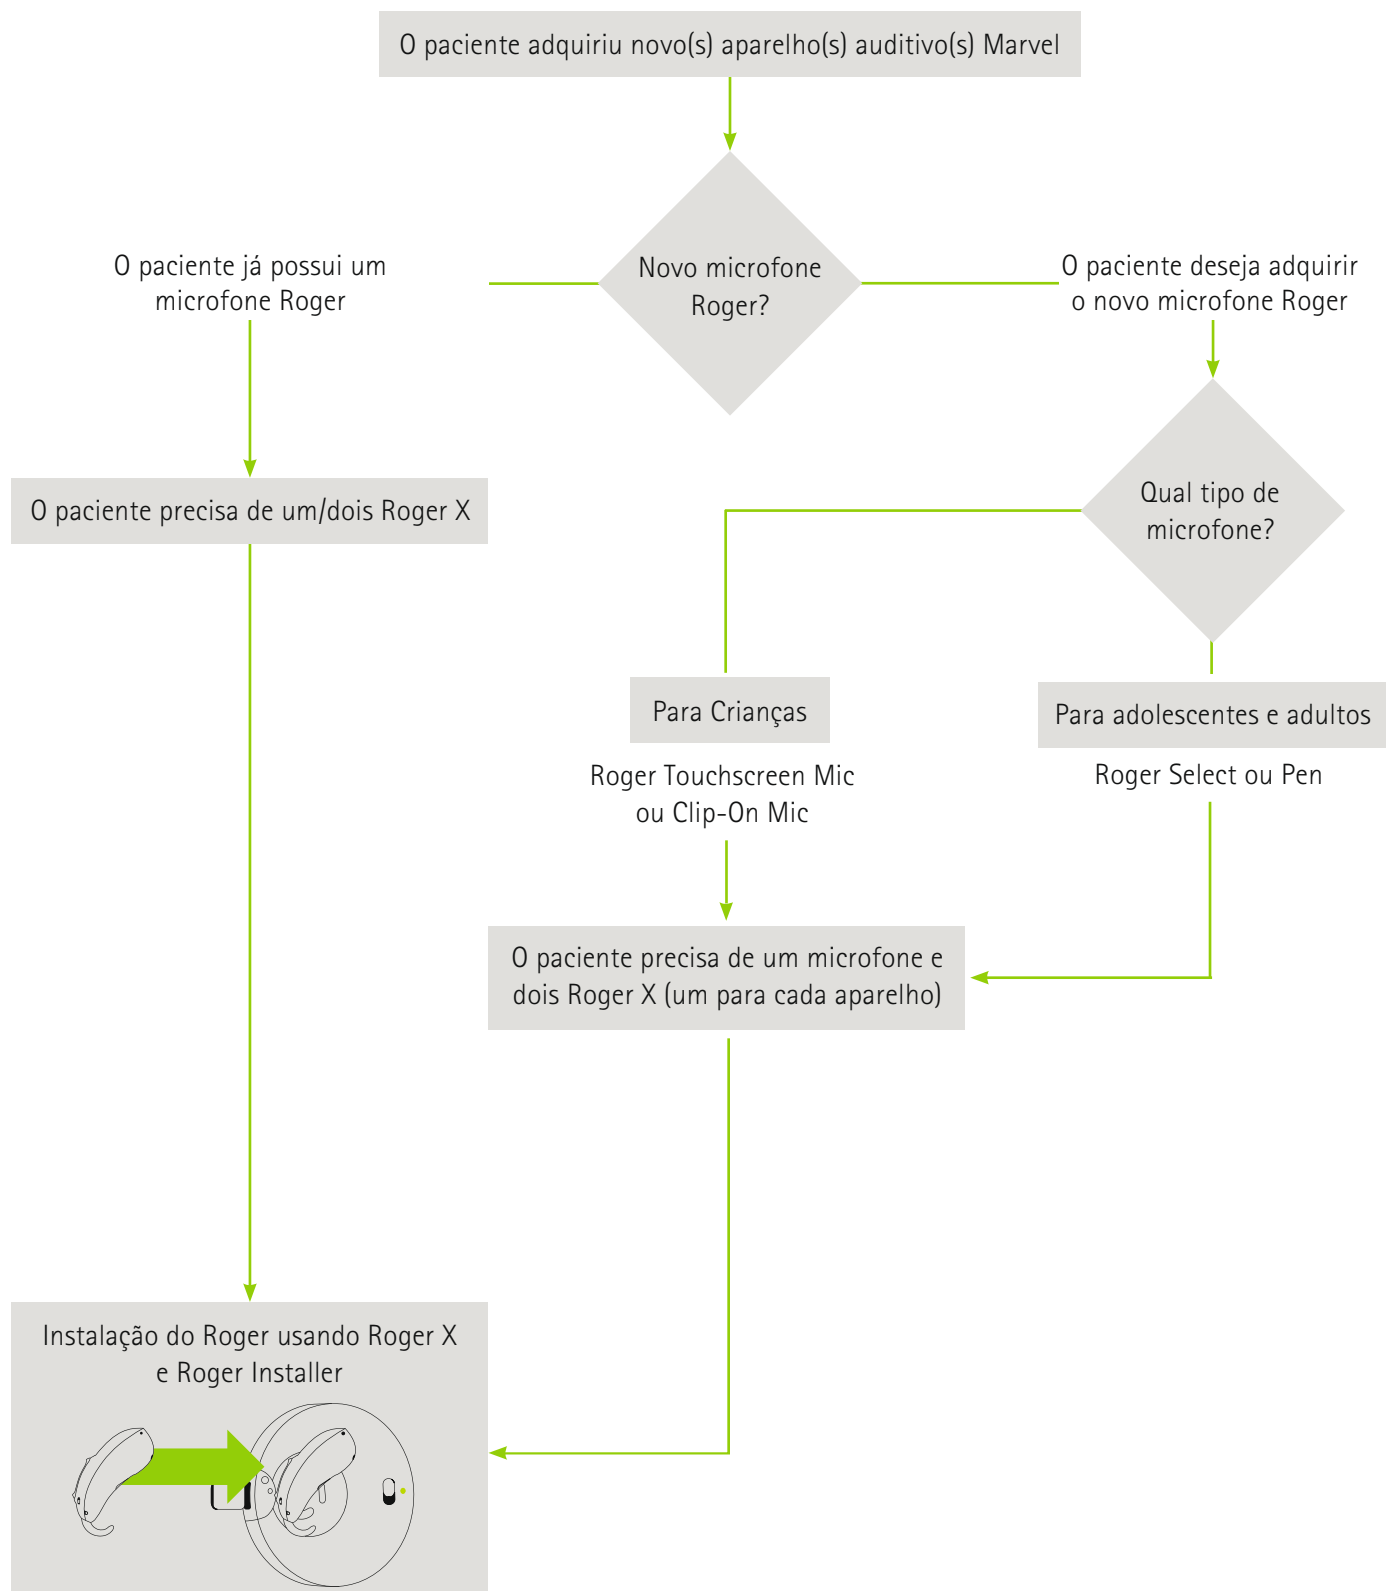 O paciente adquiriu novo(s) aparelho(s) auditivo(s) Marvel
Novo microfone
Roger?
O paciente já possui um
microfone Roger
O paciente deseja adquirir
o novo microfone Roger
O paciente precisa de um/dois Roger X
Qual tipo de
microfone?
Para Crianças
Roger Touchscreen Mic
ou Clip-On Mic
Para adolescentes e adultos
Roger Select ou Pen
O paciente precisa de um microfone e
dois Roger X (um para cada aparelho)
Instalação do Roger usando Roger X
e Roger Installer